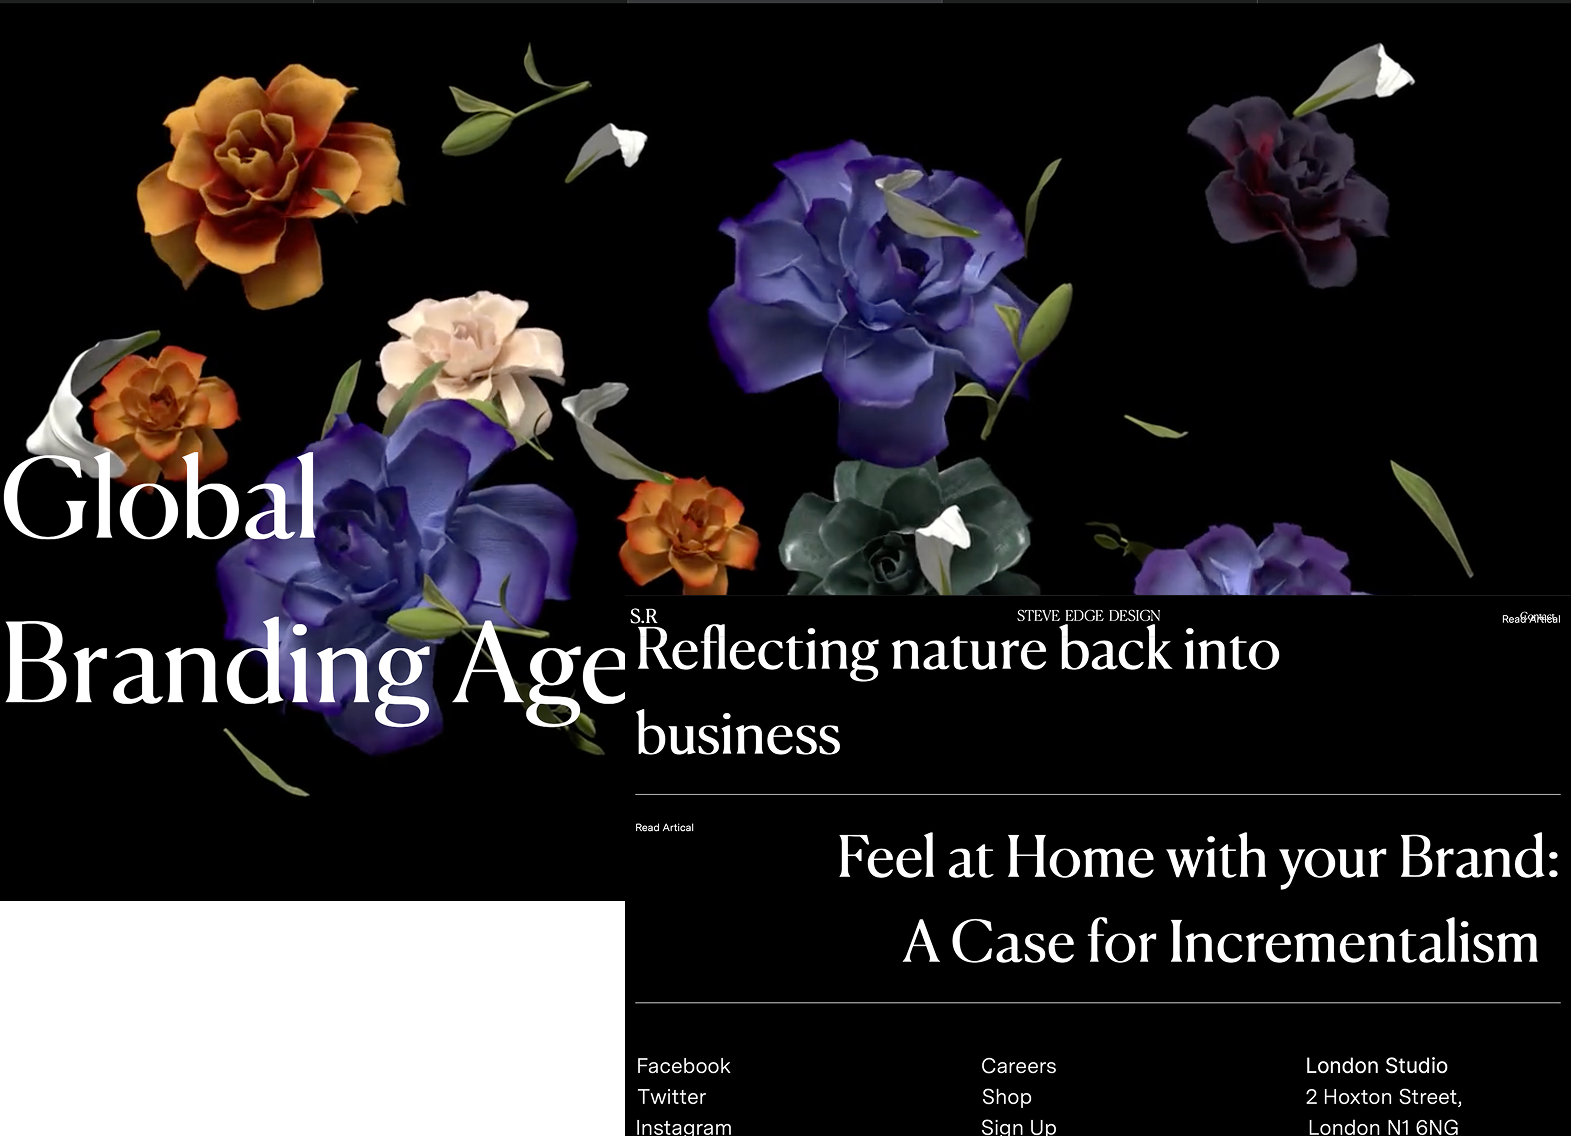 Global
Branding Age
S.R
STEVE EDGE DESIGN
Contact
Read Artical
Reflecting nature back into
business
Read Artical
Feel at Home with your Brand:
A Case for Incrementalism
Facebook
Twitter
Instagram
Careers
Shop
Sign Up
London Studio
2 Hoxton Street,
London N1 6NG